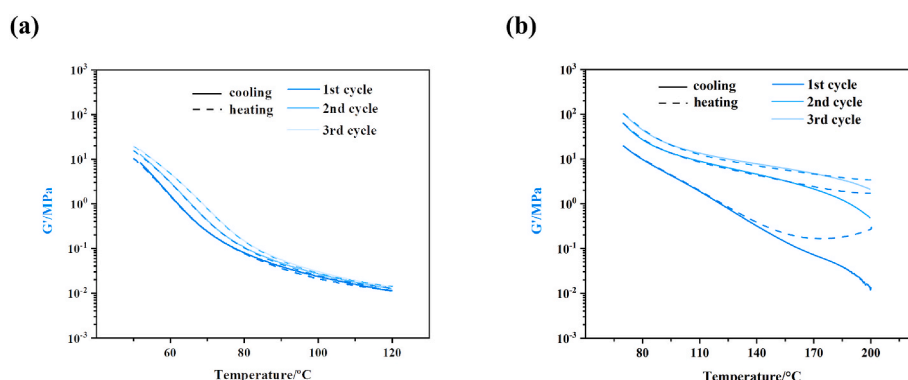 (a)
(b)
10³
10²
10¹
10⁰
10⁻¹
10⁻²
10⁻³
G'/MPa
cooling
heating
1st cycle
2nd cycle
3rd cycle
60
80
100
120
Temperature/°C
10³
10²
10¹
10⁰
10⁻¹
10⁻²
10⁻³
G'/MPa
cooling
heating
1st cycle
2nd cycle
3rd cycle
80
110
140
170
200
Temperature/°C